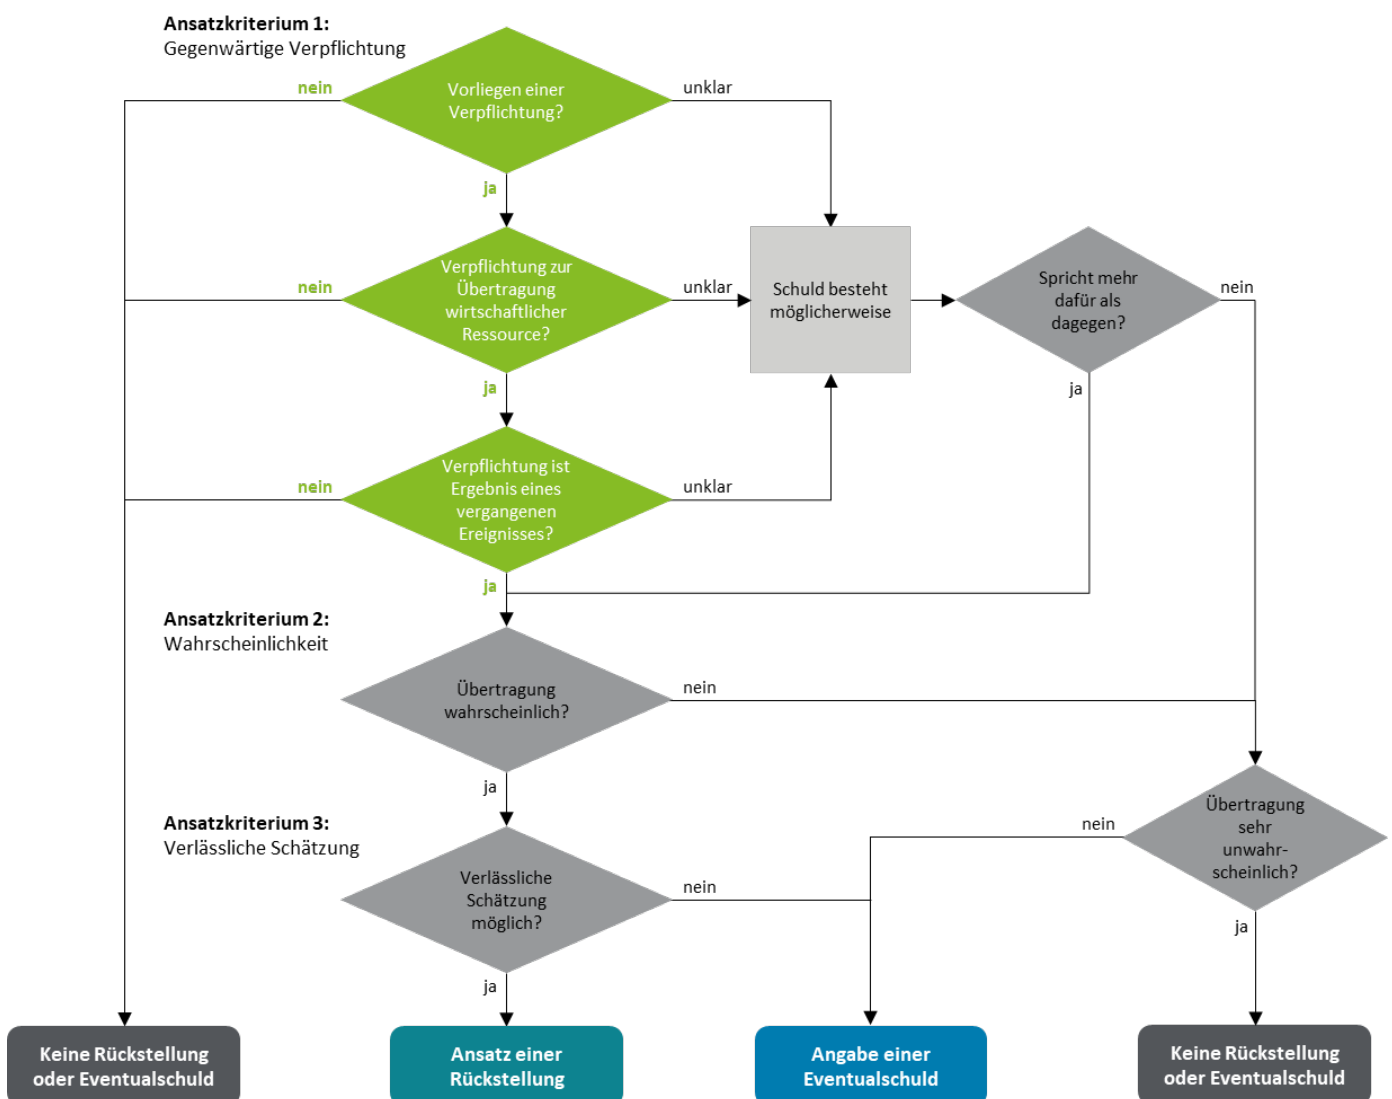 Ansatzkriterium 1:
Gegenwärtige Verpflichtung
nein
Vorliegen einer
Verpflichtung?
unklar
ja
nein
Verpflichtung zur
Übertragung
wirtschaftlicher
Ressource?
unklar
Schuld besteht
möglicherweise
Spricht mehr
dafür als
dagegen?
nein
ja
ja
nein
Verpflichtung ist
Ergebnis eines
vergangenen
Ereignisses?
unklar
ja
Ansatzkriterium 2:
Wahrscheinlichkeit
Übertragung
wahrscheinlich?
nein
ja
Ansatzkriterium 3:
Verlässliche Schätzung
Verlässliche
Schätzung
möglich?
nein
nein
Übertragung
sehr
unwahr-
scheinlich?
ja
ja
Keine Rückstellung
oder Eventualschuld
Ansatz einer
Rückstellung
Angabe einer
Eventualschuld
Keine Rückstellung
oder Eventualschuld